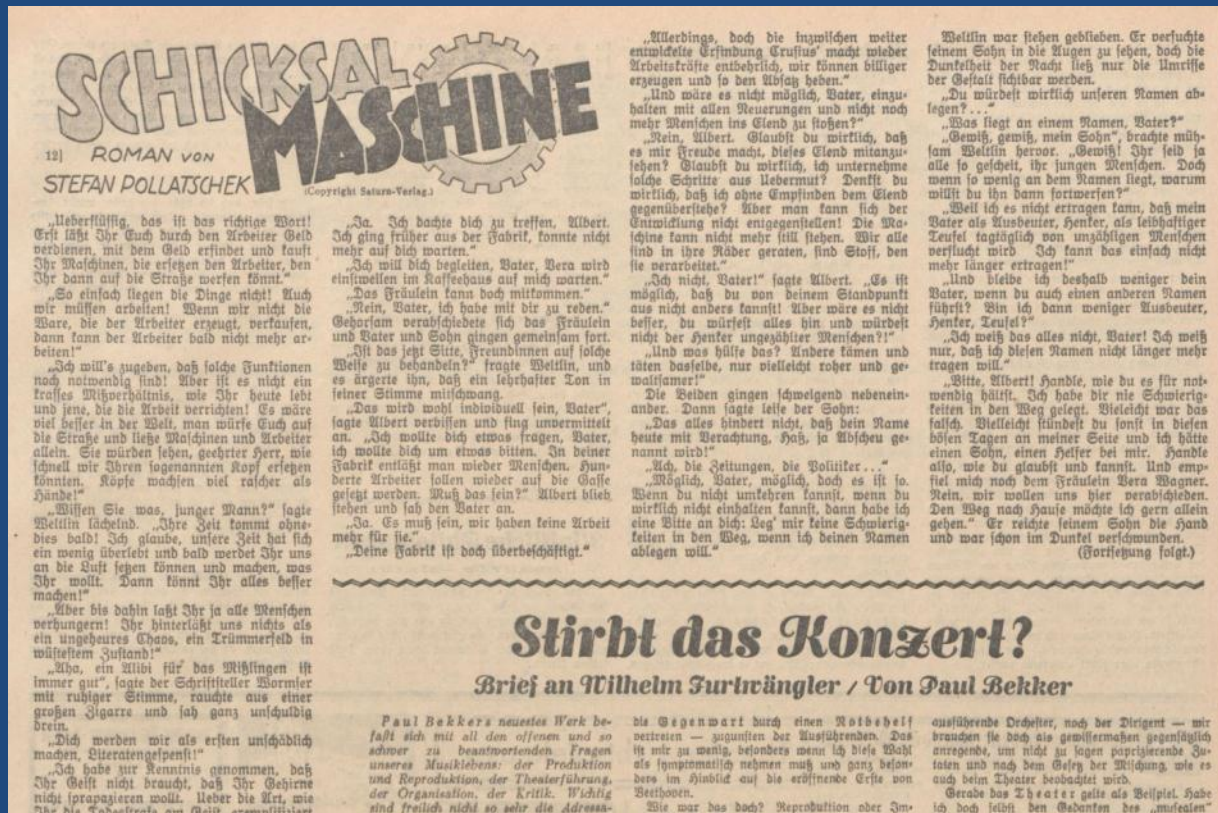 SCHICKSAL
MASCHINE
12] ROMAN VON
STEFAN POLLATSCHEK
(Copyright Saturn-Verlag.)
„Ueberflüssig, das ist das richtige Wort!
Erst läßt Ihr Euch durch den Arbeiter Geld
verdienen, mit dem Geld erfindet und kauft
Ihr Maschinen, die ersetzen den Arbeiter, den
Ihr dann auf die Straße werfen könnt.“
„So einfach liegen die Dinge nicht! Auch
wir müssen arbeiten! Wenn wir nicht die
Ware, die der Arbeiter erzeugt, verkaufen,
dann kann der Arbeiter bald nicht mehr ar-
beiten!“
„Ich will's zugeben, daß solche Funktionen
noch notwendig sind! Aber ist es nicht ein
krasses Mißverhältnis, wie Ihr heute lebt
und jene, die die Arbeit verrichten! Es wäre
viel besser in der Welt, man würfe Euch auf
die Straße und ließe Maschinen und Arbeiter
allein. Sie würden sehen, geehrter Herr, wie
schnell wir Ihren sogenannten Kopf ersetzen
könnten. Köpfe wachsen viel rascher als
Hände!“
„Wissen Sie was, junger Mann?“ sagte
Weltlin lächelnd. „Ihre Zeit kommt ohne-
dies bald! Ich glaube, unsere Zeit hat sich
ein wenig überlebt und bald werdet Ihr uns
an die Luft setzen können und machen, was
Ihr wollt. Dann könnt Ihr alles besser
machen!“
„Aber bis dahin laßt Ihr ja alle Menschen
verhungern! Ihr hinterläßt uns nichts als
ein ungeheures Chaos, ein Trümmerfeld in
wüstestem Zustand!“
„Aha, ein Alibi für das Mißlingen ist
immer gut“, sagte der Schriftsteller Wormser
mit ruhiger Stimme, rauchte aus einer
großen Zigarre und sah ganz unschuldig
drein.
„Dich werden wir als ersten unschädlich
machen, Literatengespenst!“
„Ich habe zur Kenntnis genommen, daß
Ihr Geist nicht braucht, daß Ihr Gehirne
nicht strapazieren wollt. Ueber die Art, wie
Ihr die Todesstrafe am Geist exemplifiziert
„Ja. Ich dachte dich zu treffen, Albert.
Ich ging früher aus der Fabrik, konnte nicht
mehr auf dich warten.“
„Ich will dich begleiten, Vater, Vera wird
einstweilen im Kaffeehaus auf mich warten.“
„Das Fräulein kann doch mitkommen.“
„Nein, Vater, ich habe mit dir zu reden.“
Gehorsam verabschiedete sich das Fräulein
und Vater und Sohn gingen gemeinsam fort.
„Ist das jetzt Sitte, Freundinnen auf solche
Weise zu behandeln?“ fragte Weltlin, und
es ärgerte ihn, daß ein lehrhafter Ton in
seiner Stimme mitschwang.
„Das wird wohl individuell sein, Vater“,
sagte Albert verbissen und fing unvermittelt
an. „Ich wollte dich etwas fragen, Vater,
ich wollte dich um etwas bitten. In deiner
Fabrik entläßt man wieder Menschen. Hun-
derte Arbeiter sollen wieder auf die Gasse
gesetzt werden. Muß das sein?“ Albert blieb
stehen und sah den Vater an.
„Ja. Es muß sein, wir haben keine Arbeit
mehr für sie.“
„Deine Fabrik ist doch überbeschäftigt.“
„Allerdings, doch die inzwischen weiter
entwickelte Erfindung Crusius' macht wieder
Arbeitskräfte entbehrlich, wir können billiger
erzeugen und so den Absatz heben.“
„Und wäre es nicht möglich, Vater, einzu-
halten mit allen Neuerungen und nicht noch
mehr Menschen ins Elend zu stoßen?“
„Nein, Albert. Glaubst du wirklich, daß
es mir Freude macht, dieses Elend mitanzu-
sehen? Glaubst du wirklich, ich unternehme
solche Schritte aus Uebermut? Denkst du
wirklich, daß ich ohne Empfinden dem Elend
gegenüberstehe? Aber man kann sich der
Entwicklung nicht entgegenstellen! Die Ma-
schine kann nicht mehr still stehen. Wir alle
sind in ihre Räder geraten, sind Stoff, den
sie verarbeitet.“
„Ich nicht, Vater!“ sagte Albert. „Es ist
möglich, daß du von deinem Standpunkt
aus nicht anders kannst! Aber wäre es nicht
besser, du würfest alles hin und würdest
nicht der Henker ungezählter Menschen?!“
„Und was hülfe das? Andere kämen und
täten dasselbe, nur vielleicht roher und ge-
waltsamer!“
Die Beiden gingen schweigend nebenein-
ander. Dann sagte leise der Sohn:
„Das alles hindert nicht, daß dein Name
heute mit Verachtung, Haß, ja Abscheu ge-
nannt wird!“
„Ach, die Zeitungen, die Politiker . . .“
„Möglich, Vater, möglich, doch es ist so.
Wenn du nicht umkehren kannst, wenn du
wirklich nicht einhalten kannst, dann habe ich
eine Bitte an dich: Leg' mir keine Schwierig-
keiten in den Weg, wenn ich deinen Namen
ablegen will.“
Weltlin war stehen geblieben. Er versuchte
seinem Sohn in die Augen zu sehen, doch die
Dunkelheit der Nacht ließ nur die Umrisse
der Gestalt sichtbar werden.
„Du würdest wirklich unseren Namen ab-
legen? . . .“
„Was liegt an einem Namen, Vater?“
„Gewiß, gewiß, mein Sohn“, brachte müh-
sam Weltlin hervor. „Gewiß! Ihr seid ja
alle so gescheit, ihr jungen Menschen. Doch
wenn so wenig an dem Namen liegt, warum
willst du ihn dann fortwerfen?“
„Weil ich es nicht ertragen kann, daß mein
Vater als Ausbeuter, Henker, als leibhaftiger
Teufel tagtäglich von unzähligen Menschen
verflucht wird Ich kann das einfach nicht
mehr länger ertragen!“
„Und bleibe ich deshalb weniger dein
Vater, wenn du auch einen anderen Namen
führst? Bin ich dann weniger Ausbeuter,
Henker, Teufel?“
„Ich weiß das alles nicht, Vater! Ich weiß
nur, daß ich diesen Namen nicht länger mehr
tragen will.“
„Bitte, Albert! Handle, wie du es für not-
wendig hältst. Ich habe dir nie Schwierig-
keiten in den Weg gelegt. Vieleicht war das
falsch. Vielleicht stündest du sonst in diesen
bösen Tagen an meiner Seite und ich hätte
einen Sohn, einen Helfer bei mir. Handle
also, wie du glaubst und kannst. Und emp-
fiel mich noch dem Fräulein Vera Wagner.
Nein, wir wollen uns hier verabschieden.
Den Weg nach Hause möchte ich gern allein
gehen.“ Er reichte seinem Sohn die Hand
und war schon im Dunkel verschwunden.
(Fortsetzung folgt.)
Stirbt das Konzert?
Brief an Wilhelm Furtwängler / Von Paul Bekker
Paul Bekkers neuestes Werk be-
faßt sich mit all den offenen und so
schwer zu beantwortenden Fragen
unseres Musiklebens: der Produktion
und Reproduktion, der Theaterführung,
der Organisation, der Kritik. Wichtig
sind freilich nicht so sehr die Adressa-
die Gegenwart durch einen Notbehelf
vertreten — zugunsten der Ausführenden. Das
ist mir zu wenig, besonders wenn ich diese Wahl
als symptomatisch nehmen muß und ganz beson-
ders im Hinblick auf die eröffnende Erste von
Beethoven.
Wie war das doch? Reproduktion oder Im-
ausführende Orchester, noch der Dirigent — wir
brauchen sie doch als gewissermaßen gegensätzlich
anregende, um nicht zu sagen paprizierende Zu-
taten und nach dem Gesetz der Mischung, wie es
auch beim Theater beobachtet wird.
Gerade das Theater gelte als Beispiel. Habe
ich doch selbst den Gedanken des „musealen“